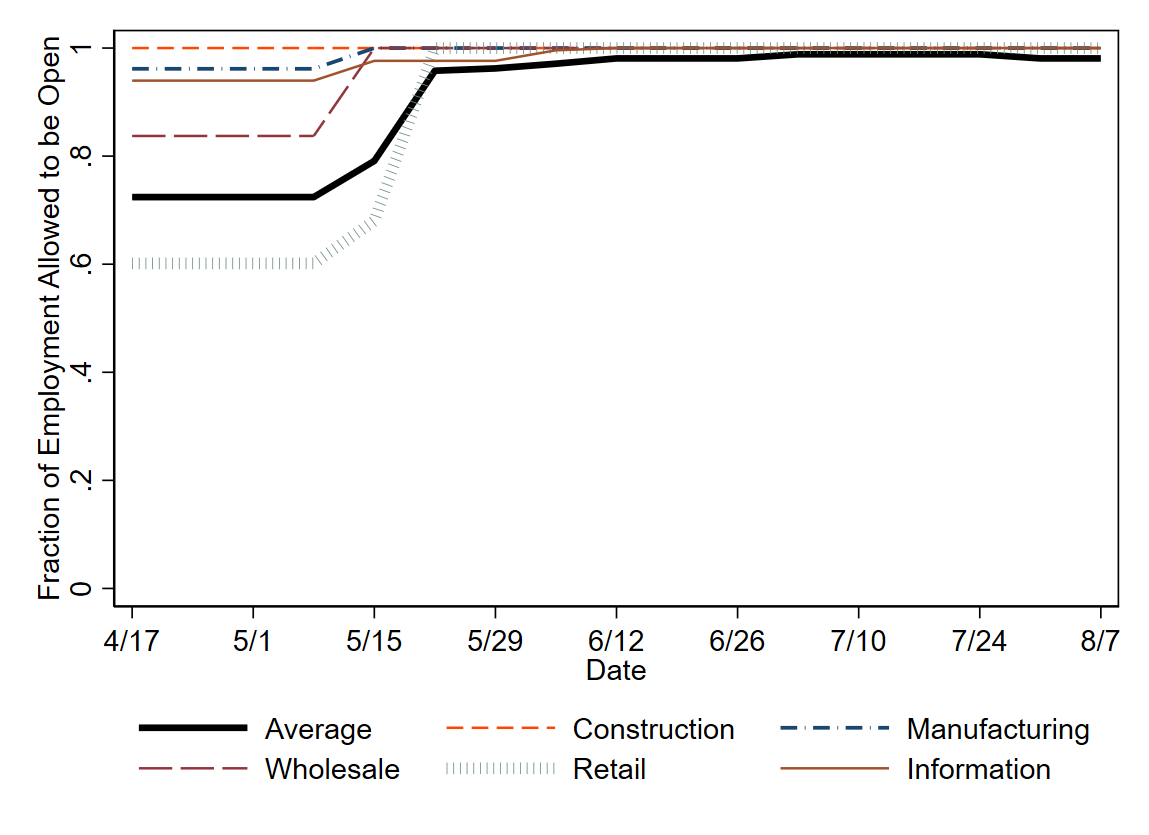 Fraction of Employment Allowed to be Open
1
.8
.6
.4
.2
0
4/17 5/1 5/15 5/29 6/12 6/26 7/10 7/24 8/7
Date
Average Construction Manufacturing
Wholesale Retail Information